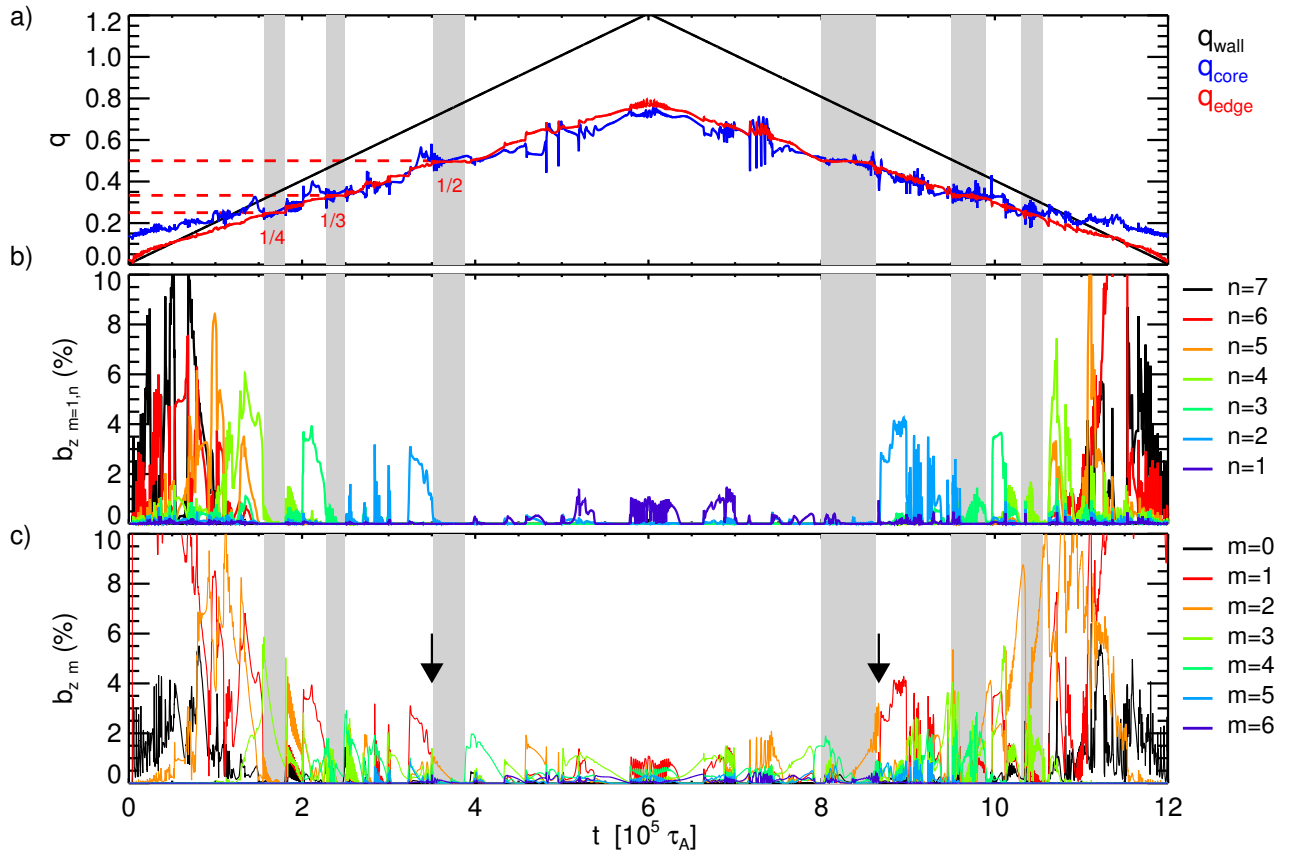 a)
1.2
1.0
0.8
0.6
0.4
0.2
0.0
q
1/4
1/3
1/2
q_wall
q_core
q_edge
b)
10
8
6
4
2
0
b_z m=1,n (%)
n=7
n=6
n=5
n=4
n=3
n=2
n=1
c)
10
8
6
4
2
0
b_z m (%)
m=0
m=1
m=2
m=3
m=4
m=5
m=6
0 2 4 6 8 10 12
t [10^5 τ_A]